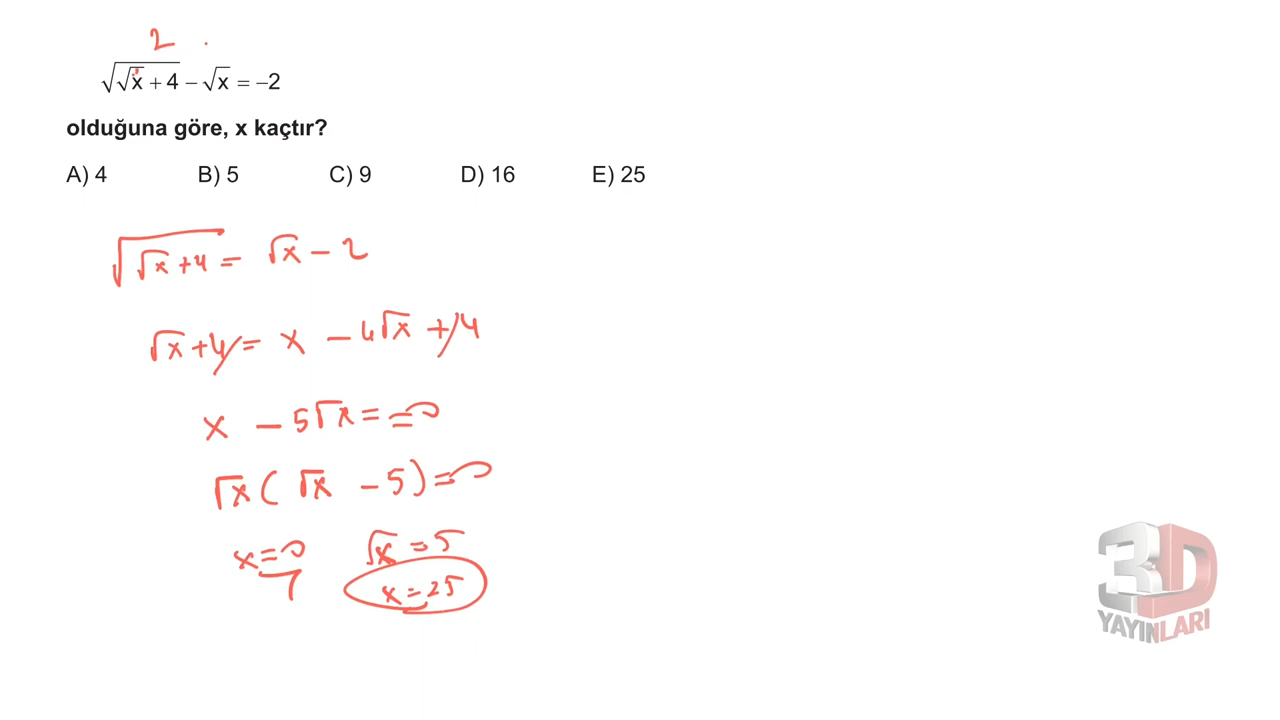 2
√(√x + 4) − √x = −2
olduğuna göre, x kaçtır?
A) 4 B) 5 C) 9 D) 16 E) 25
√(√x + 4) = √x − 2
√x + 4 = x − 4√x + 4
x − 5√x = = 0
√x ( √x − 5) = 0
x = 0 √x = 5
x = 25
3D
YAYINLARI